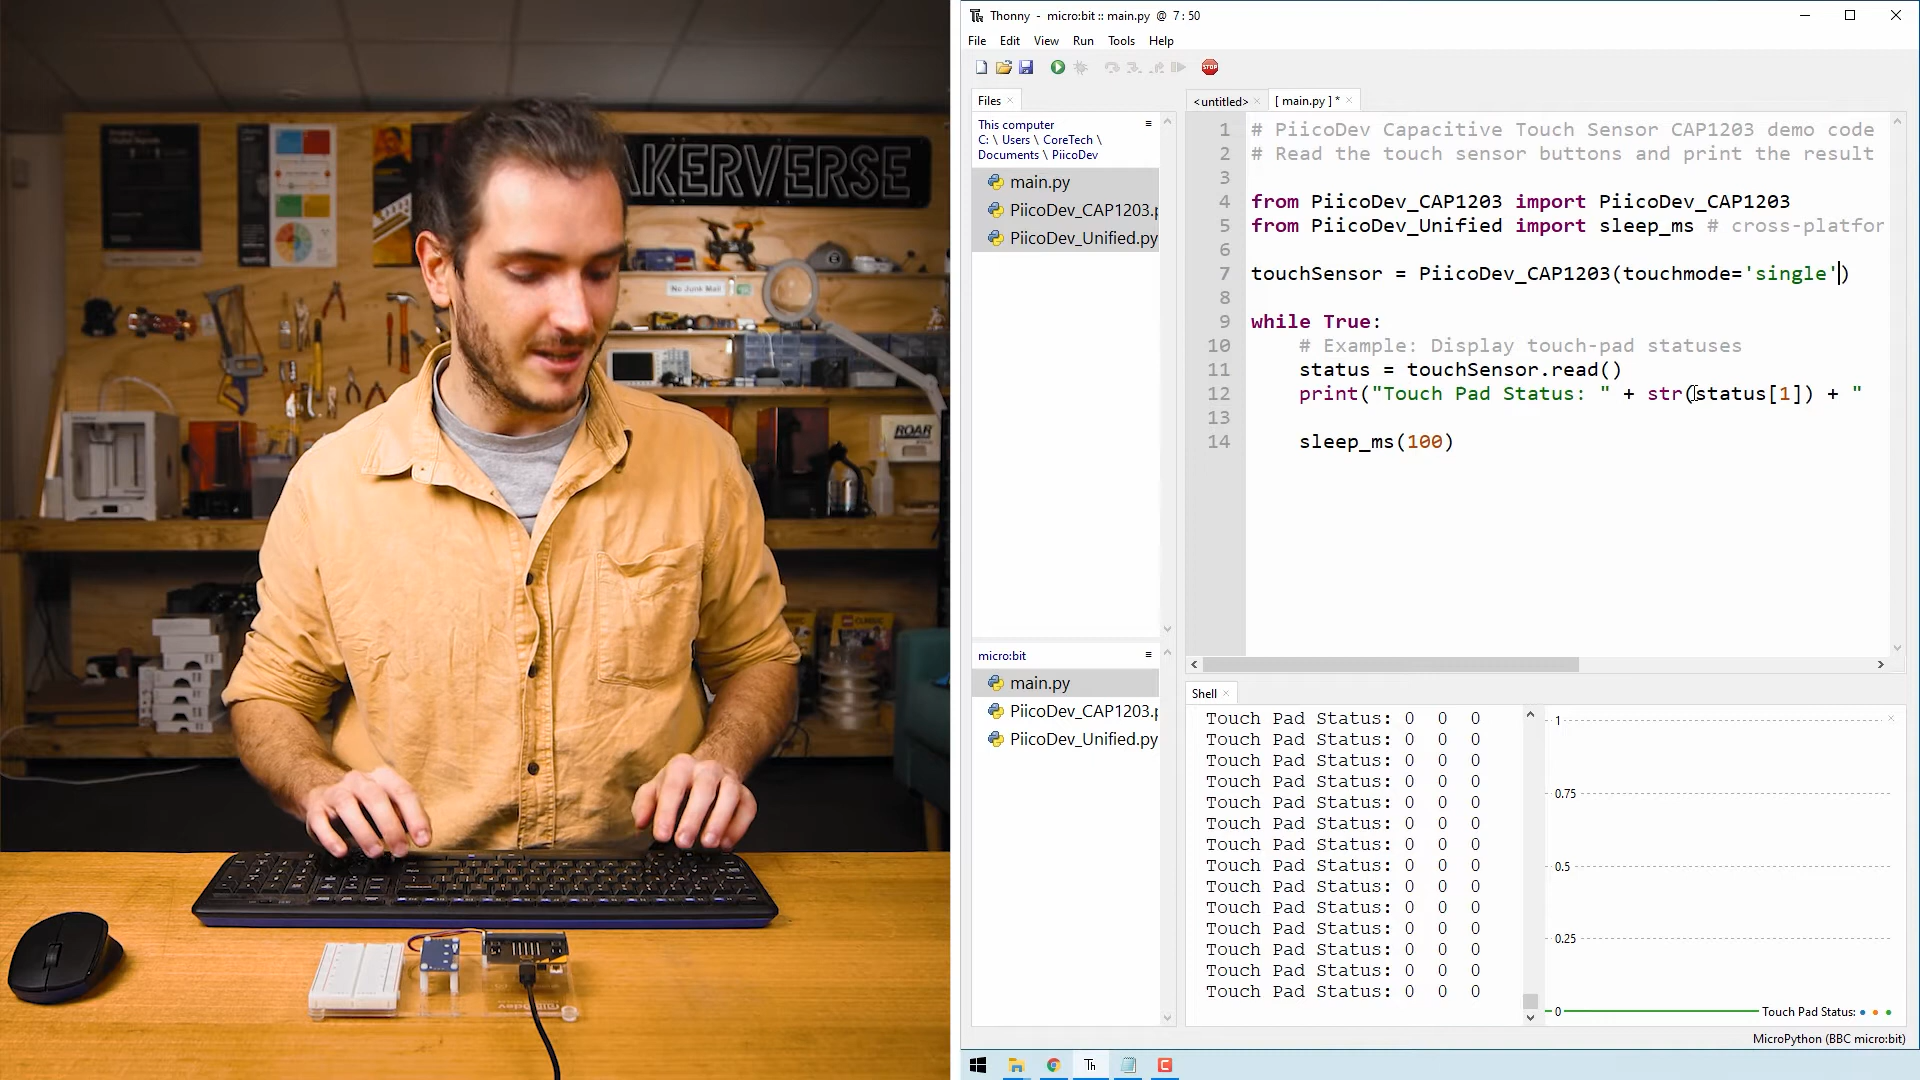 AKERVERSE
No Junk Mail
ROAR
Thonny - micro:bit :: main.py @ 7 : 50
File Edit View Run Tools Help
STOP
Files ×
<untitled> × [ main.py ] * ×
This computer
C: \ Users \ CoreTech \
Documents \ PiicoDev
main.py
PiicoDev_CAP1203.p
PiicoDev_Unified.py
1 # PiicoDev Capacitive Touch Sensor CAP1203 demo code
2 # Read the touch sensor buttons and print the result
3
4 from PiicoDev_CAP1203 import PiicoDev_CAP1203
5 from PiicoDev_Unified import sleep_ms # cross-platfor
6
7 touchSensor = PiicoDev_CAP1203(touchmode='single')
8
9 while True:
10 # Example: Display touch-pad statuses
11 status = touchSensor.read()
12 print("Touch Pad Status: " + str(status[1]) + "
13
14 sleep_ms(100)
micro:bit
main.py
PiicoDev_CAP1203.p
PiicoDev_Unified.py
Shell ×
Touch Pad Status: 0 0 0
Touch Pad Status: 0 0 0
Touch Pad Status: 0 0 0
Touch Pad Status: 0 0 0
Touch Pad Status: 0 0 0
Touch Pad Status: 0 0 0
Touch Pad Status: 0 0 0
Touch Pad Status: 0 0 0
Touch Pad Status: 0 0 0
Touch Pad Status: 0 0 0
Touch Pad Status: 0 0 0
Touch Pad Status: 0 0 0
Touch Pad Status: 0 0 0
Touch Pad Status: 0 0 0
1
0.75
0.5
0.25
0
Touch Pad Status:
MicroPython (BBC micro:bit)
Th